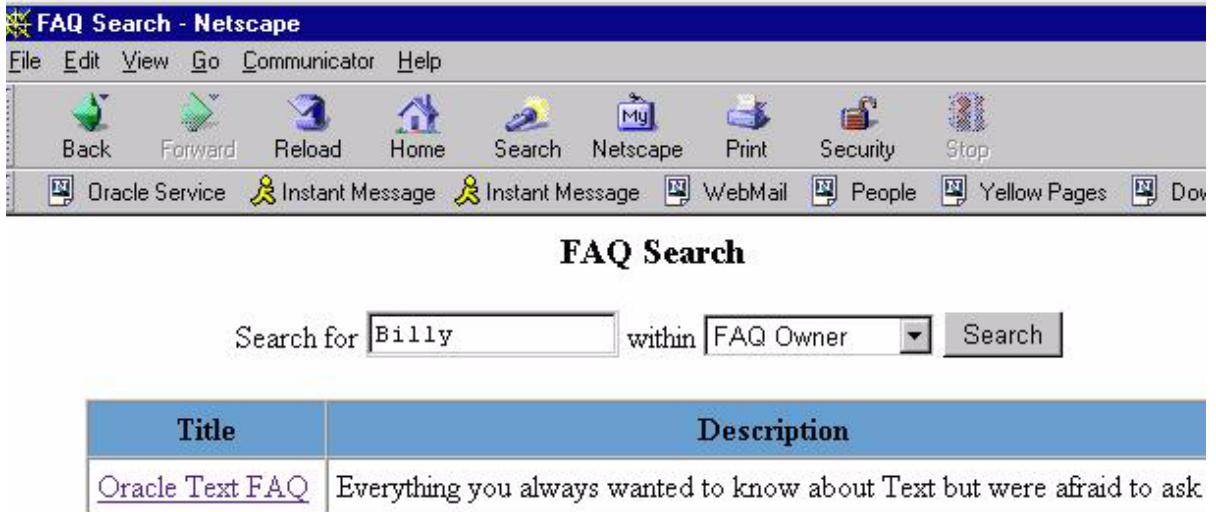 FAQ Search - Netscape
File Edit View Go Communicator Help
Back Forward Reload Home Search My Netscape Print Security Stop
Oracle Service Instant Message Instant Message WebMail People Yellow Pages Dow
FAQ Search
Search for Billy within FAQ Owner Search
Title Description
Oracle Text FAQ Everything you always wanted to know about Text but were afraid to ask